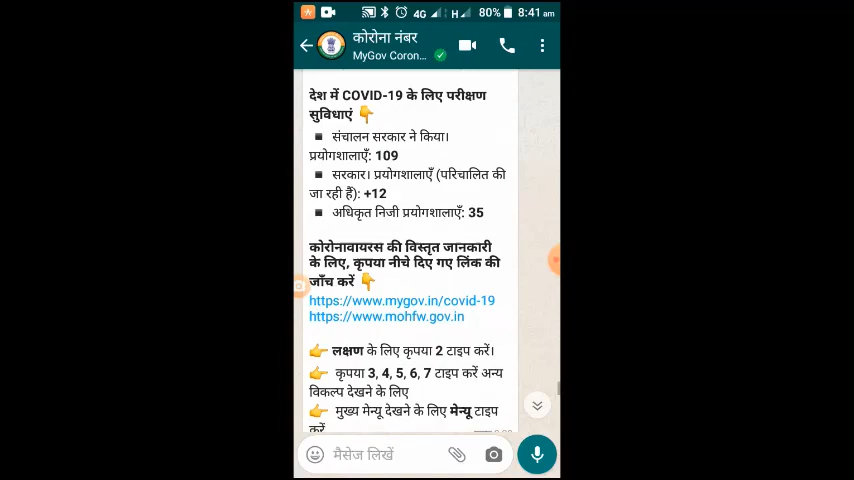 4G H 80% 8:41 am
कोरोना नंबर
MyGov Coron...
देश में COVID-19 के लिए परीक्षण
सुविधाएं 👇
▪ संचालन सरकार ने किया।
प्रयोगशालाएँ: 109
▪ सरकार। प्रयोगशालाएँ (परिचालित की
जा रही हैं): +12
▪ अधिकृत निजी प्रयोगशालाएँ: 35
कोरोनावायरस की विस्तृत जानकारी
के लिए, कृपया नीचे दिए गए लिंक की
जाँच करें 👇
https://www.mygov.in/covid-19
https://www.mohfw.gov.in
👉 लक्षण के लिए कृपया 2 टाइप करें।
👉 कृपया 3, 4, 5, 6, 7 टाइप करें अन्य
विकल्प देखने के लिए
👉 मुख्य मेन्यू देखने के लिए मेन्यू टाइप
करें
मैसेज लिखें